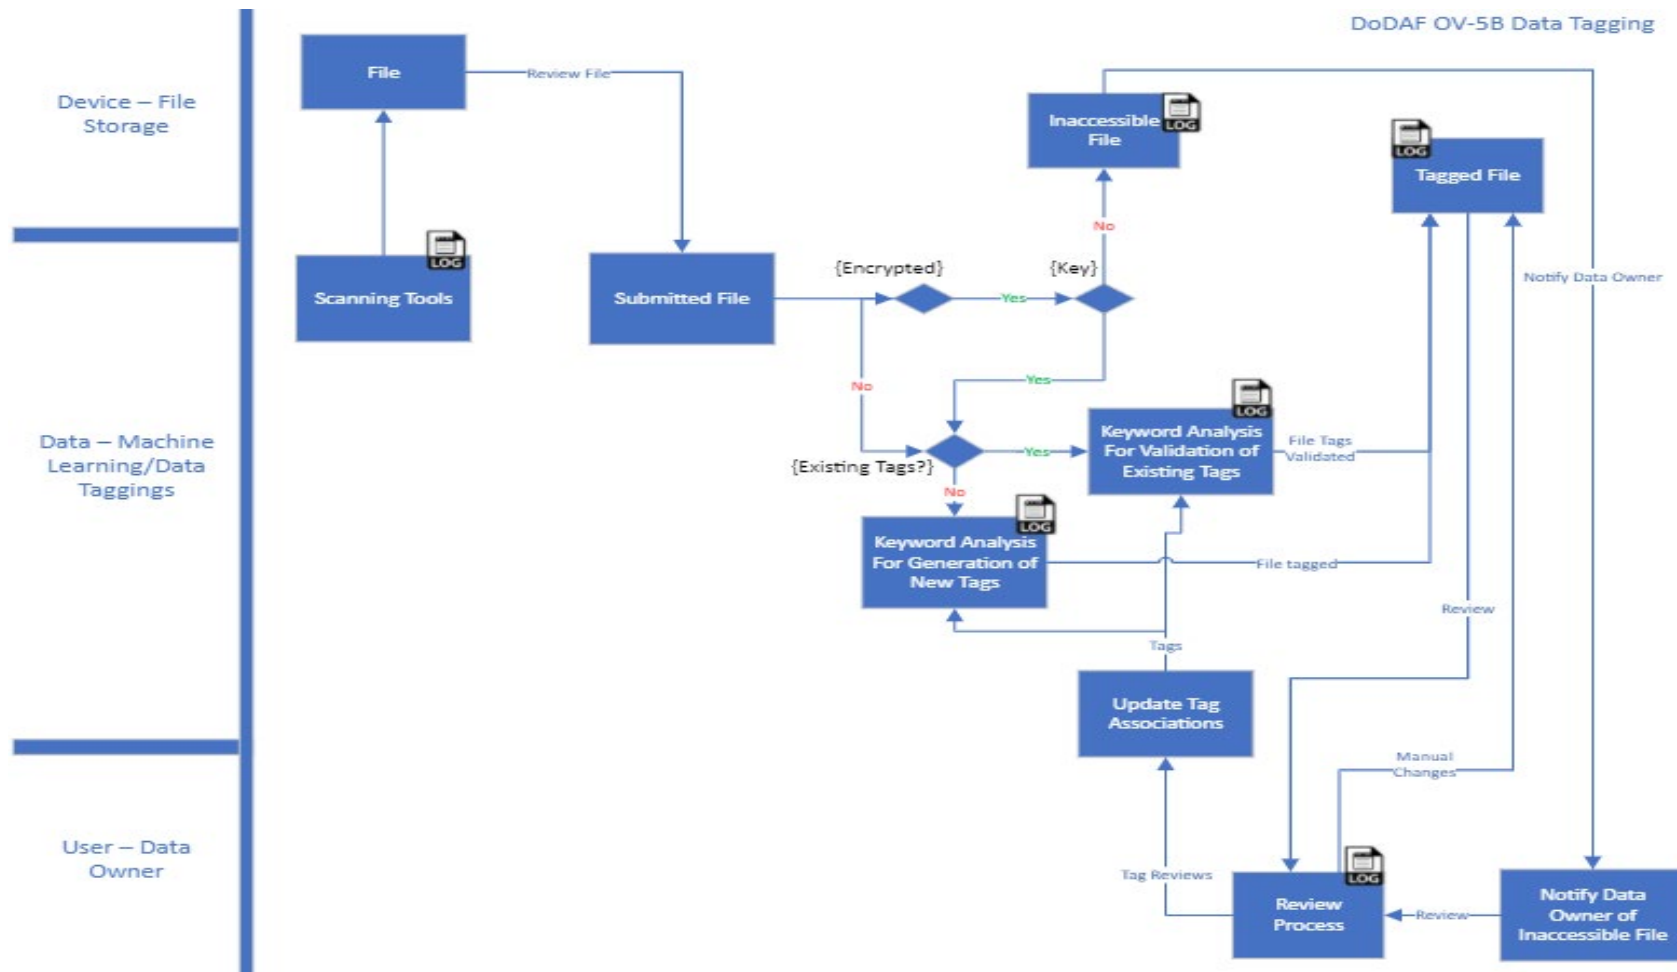 DoDAF OV-5B Data Tagging
Device – File
Storage
File
Review File
Inaccessible
File
LOG
LOG
Tagged File
No
LOG
Scanning Tools
Submitted File
{Encrypted}
Yes
{Key}
Notify Data Owner
No
Yes
Data – Machine
Learning/Data
Taggings
LOG
Keyword Analysis
For Validation of
Existing Tags
{Existing Tags?}
Yes
File Tags
Validated
No
LOG
Keyword Analysis
For Generation of
New Tags
File tagged
Review
Tags
Update Tag
Associations
Manual
Changes
User – Data
Owner
Tag Reviews
LOG
Review
Process
Review
Notify Data
Owner of
Inaccessible File